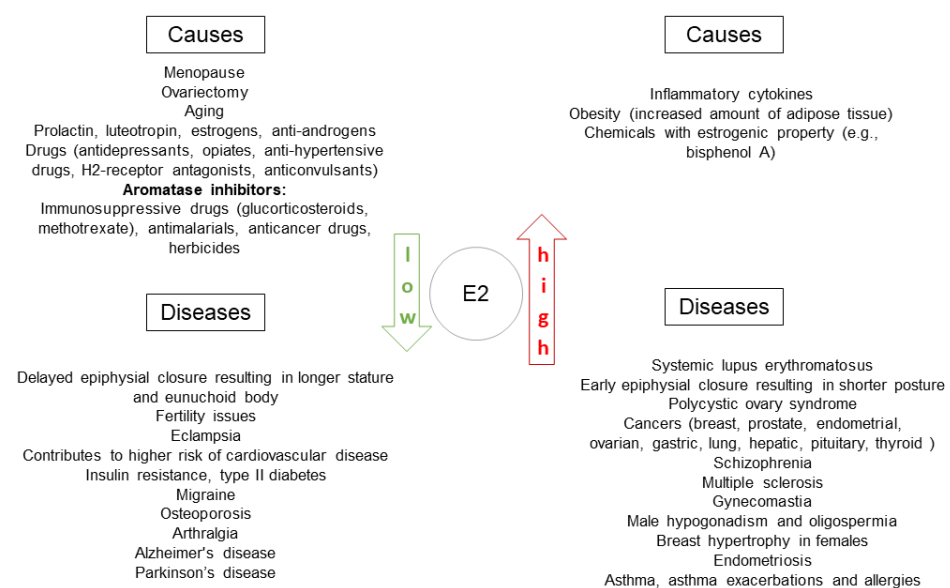 Causes
Menopause
Ovariectomy
Aging
Prolactin, luteotropin, estrogens, anti-androgens
Drugs (antidepressants, opiates, anti-hypertensive
drugs, H2-receptor antagonists, anticonvulsants)
Aromatase inhibitors:
Immunosuppressive drugs (glucorticosteroids,
methotrexate), antimalarials, anticancer drugs,
herbicides
Causes
Inflammatory cytokines
Obesity (increased amount of adipose tissue)
Chemicals with estrogenic property (e.g.,
bisphenol A)
low
E2
high
Diseases
Delayed epiphysial closure resulting in longer stature
and eunuchoid body
Fertility issues
Eclampsia
Contributes to higher risk of cardiovascular disease
Insulin resistance, type II diabetes
Migraine
Osteoporosis
Arthralgia
Alzheimer's disease
Parkinson's disease
Diseases
Systemic lupus erythromatosus
Early epiphysial closure resulting in shorter posture
Polycystic ovary syndrome
Cancers (breast, prostate, endometrial,
ovarian, gastric, lung, hepatic, pituitary, thyroid )
Schizophrenia
Multiple sclerosis
Gynecomastia
Male hypogonadism and oligospermia
Breast hypertrophy in females
Endometriosis
Asthma, asthma exacerbations and allergies